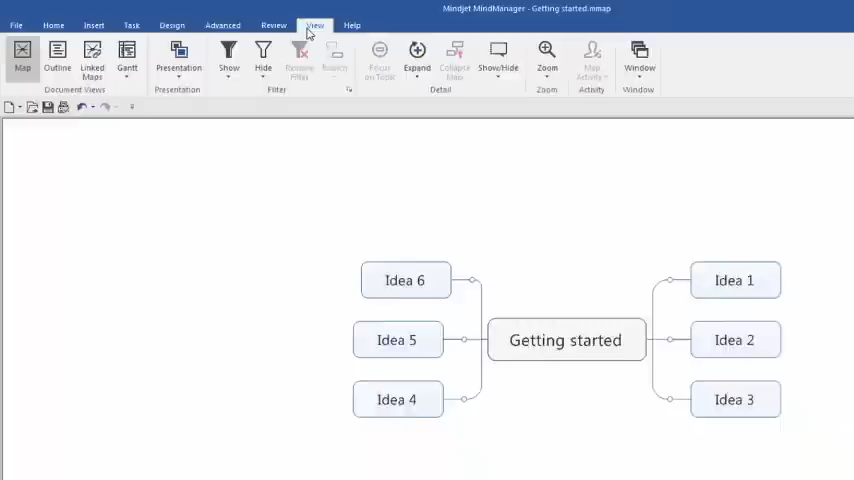 Mindjet MindManager - Getting started.mmap
File Home Insert Task Design Advanced Review View Help
Map Outline Linked Maps Gantt Presentation Show Hide Remove Filter Branch Focus on Topic Expand Collapse Map Show/Hide Zoom Map Activity Window
Document Views Presentation Filter Detail Zoom Activity Window
Idea 6
Idea 1
Idea 5
Getting started
Idea 2
Idea 4
Idea 3